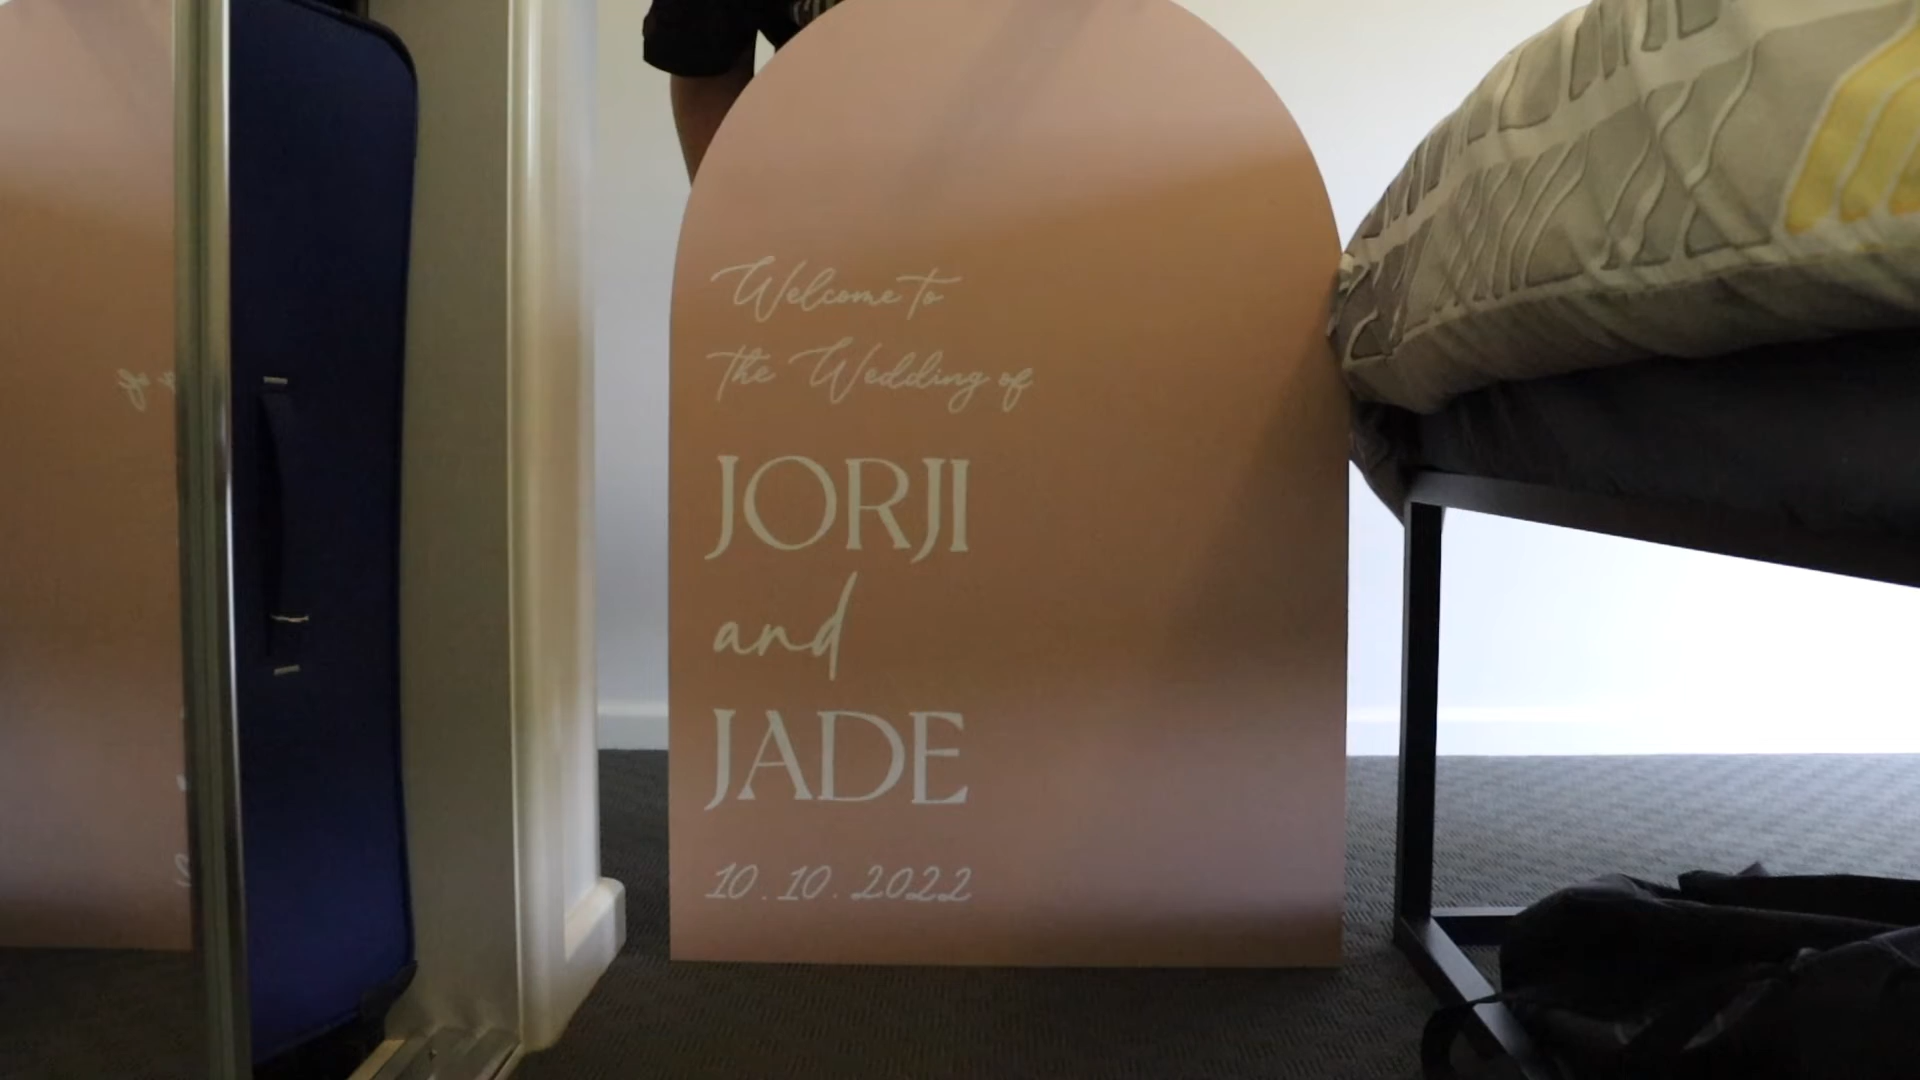 Welcome to
the Wedding of
JORJI
and
JADE
10.10.2022